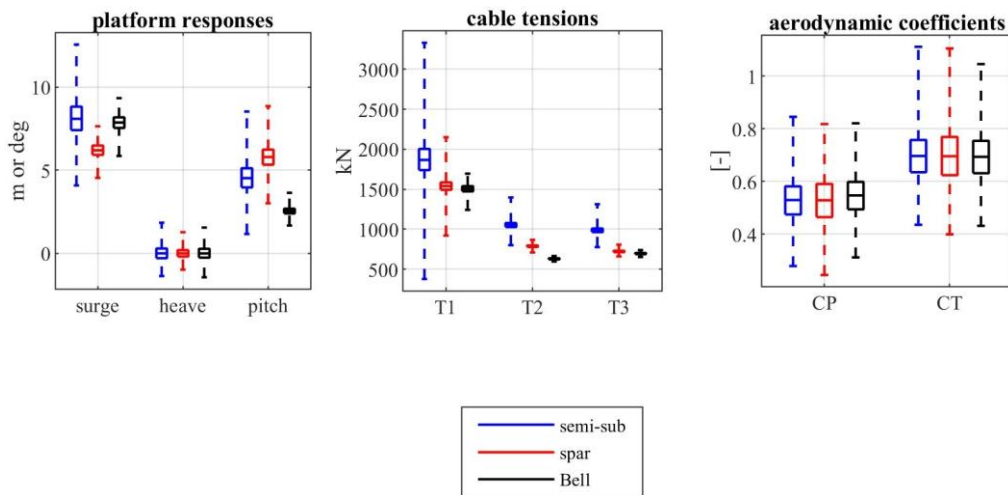 platform responses
m or deg
10
5
0
surge heave pitch
cable tensions
kN
3000
2500
2000
1500
1000
500
T1 T2 T3
aerodynamic coefficients
[-]
1
0.8
0.6
0.4
CP CT
semi-sub
spar
Bell